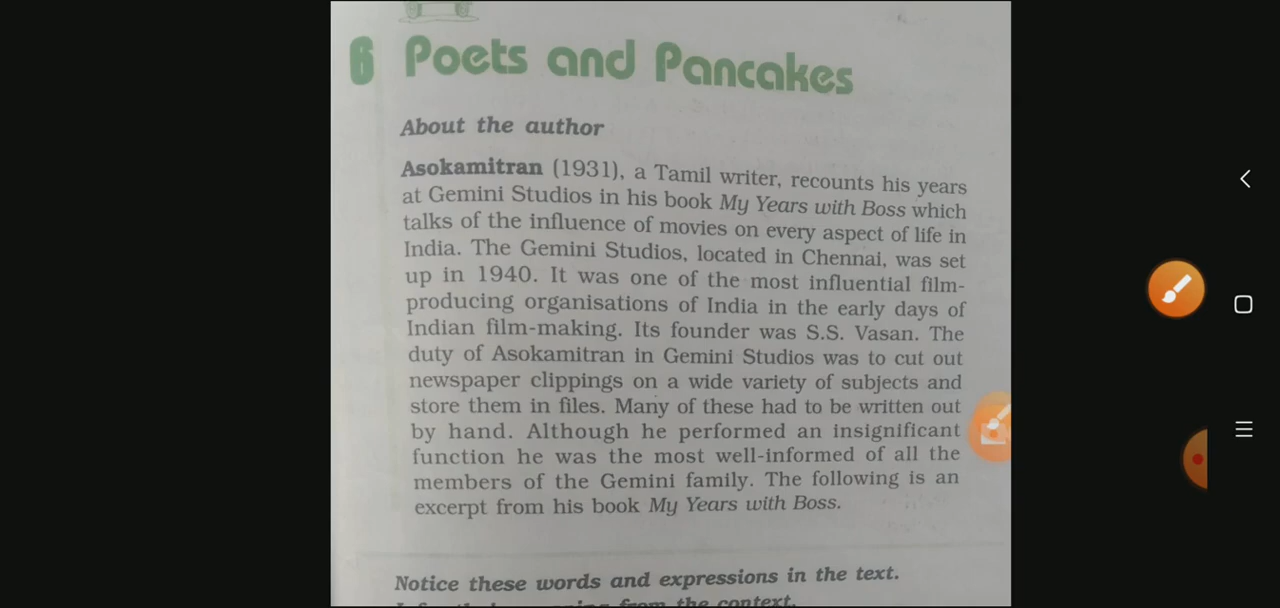 6 Poets and Pancakes
About the author
Asokamitran (1931), a Tamil writer, recounts his years
at Gemini Studios in his book My Years with Boss which
talks of the influence of movies on every aspect of life in
India. The Gemini Studios, located in Chennai, was set
up in 1940. It was one of the most influential film-
producing organisations of India in the early days of
Indian film-making. Its founder was S.S. Vasan. The
duty of Asokamitran in Gemini Studios was to cut out
newspaper clippings on a wide variety of subjects and
store them in files. Many of these had to be written out
by hand. Although he performed an insignificant
function he was the most well-informed of all the
members of the Gemini family. The following is an
excerpt from his book My Years with Boss.
Notice these words and expressions in the text.
from the context.